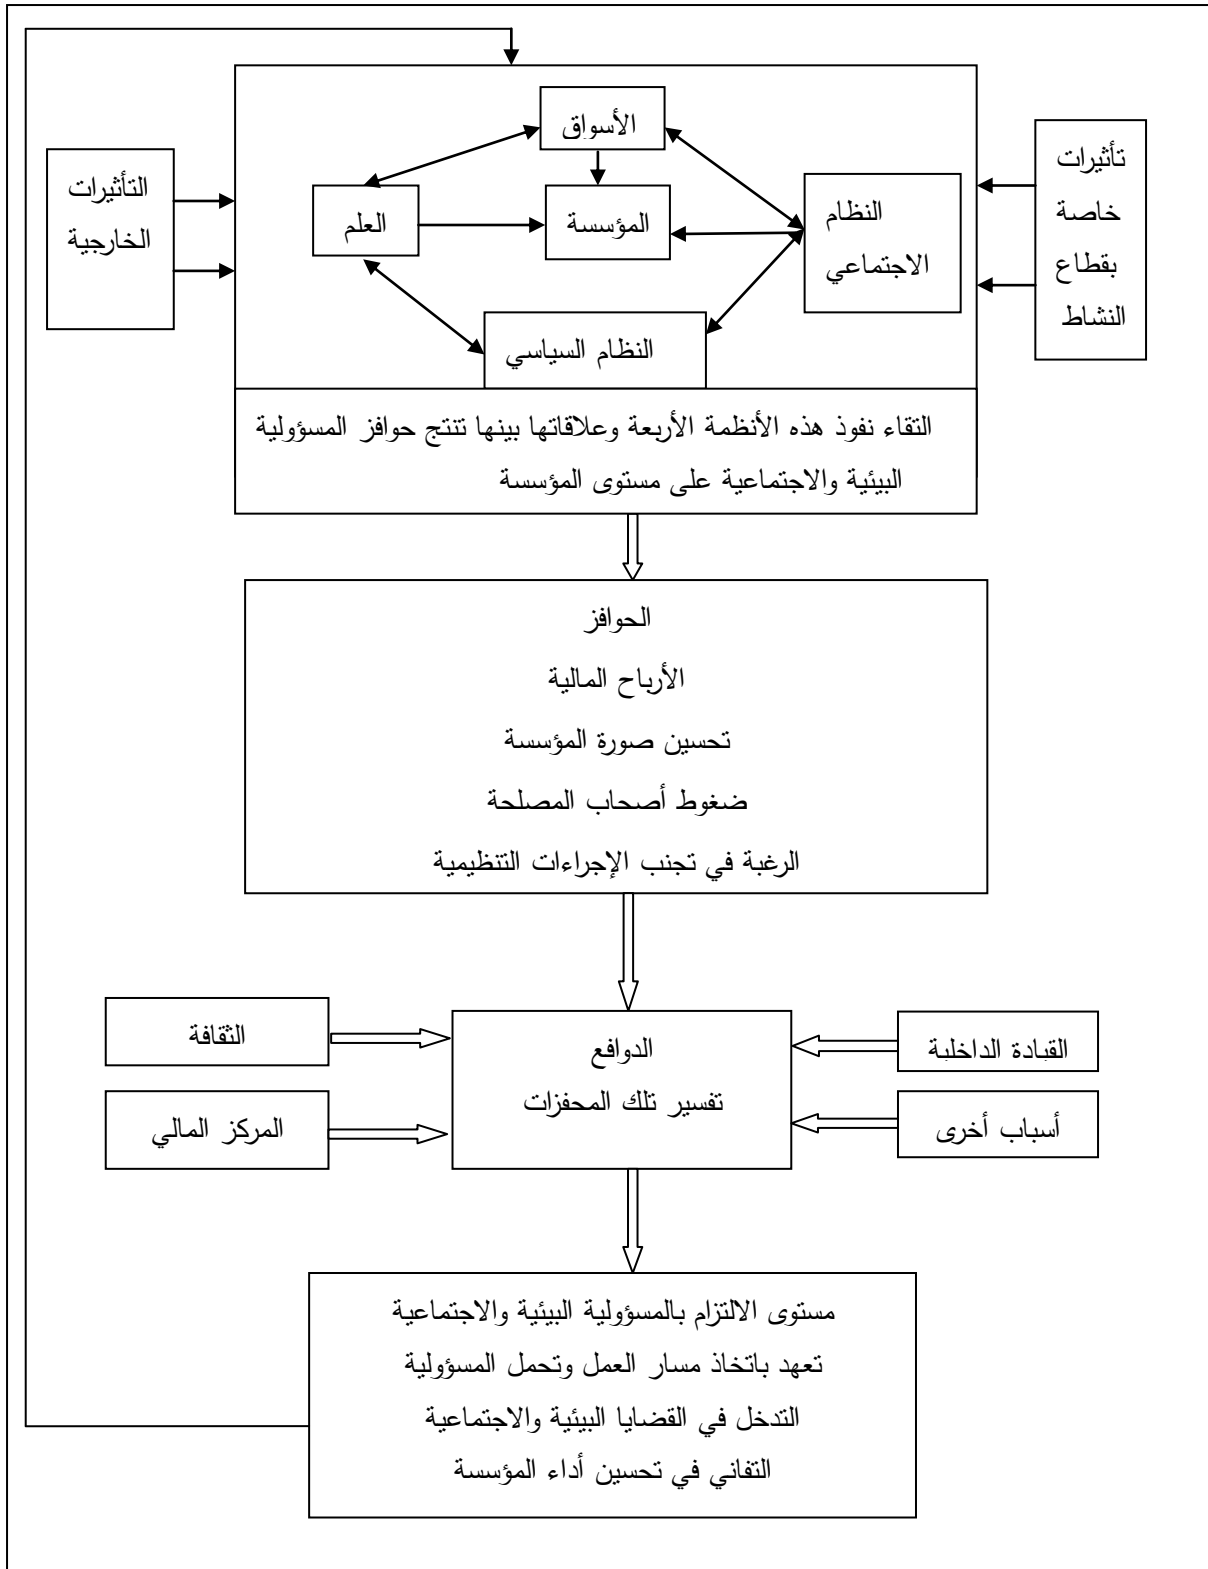 الأسواق
تأثيرات
خاصة
بقطاع
النشاط
التأثيرات
الخارجية
النظام
الاجتماعي
المؤسسة
العلم
النظام السياسي
التقاء نفوذ هذه الأنظمة الأربعة وعلاقاتها بينها تنتج حوافز المسؤولية
البيئية والاجتماعية على مستوى المؤسسة
الحوافز
الأرباح المالية
تحسين صورة المؤسسة
ضغوط أصحاب المصلحة
الرغبة في تجنب الإجراءات التنظيمية
القيادة الداخلية
أسباب أخرى
الدوافع
تفسير تلك المحفزات
الثقافة
المركز المالي
مستوى الالتزام بالمسؤولية البيئية والاجتماعية
تعهد باتخاذ مسار العمل وتحمل المسؤولية
التدخل في القضايا البيئية والاجتماعية
التفاني في تحسين أداء المؤسسة